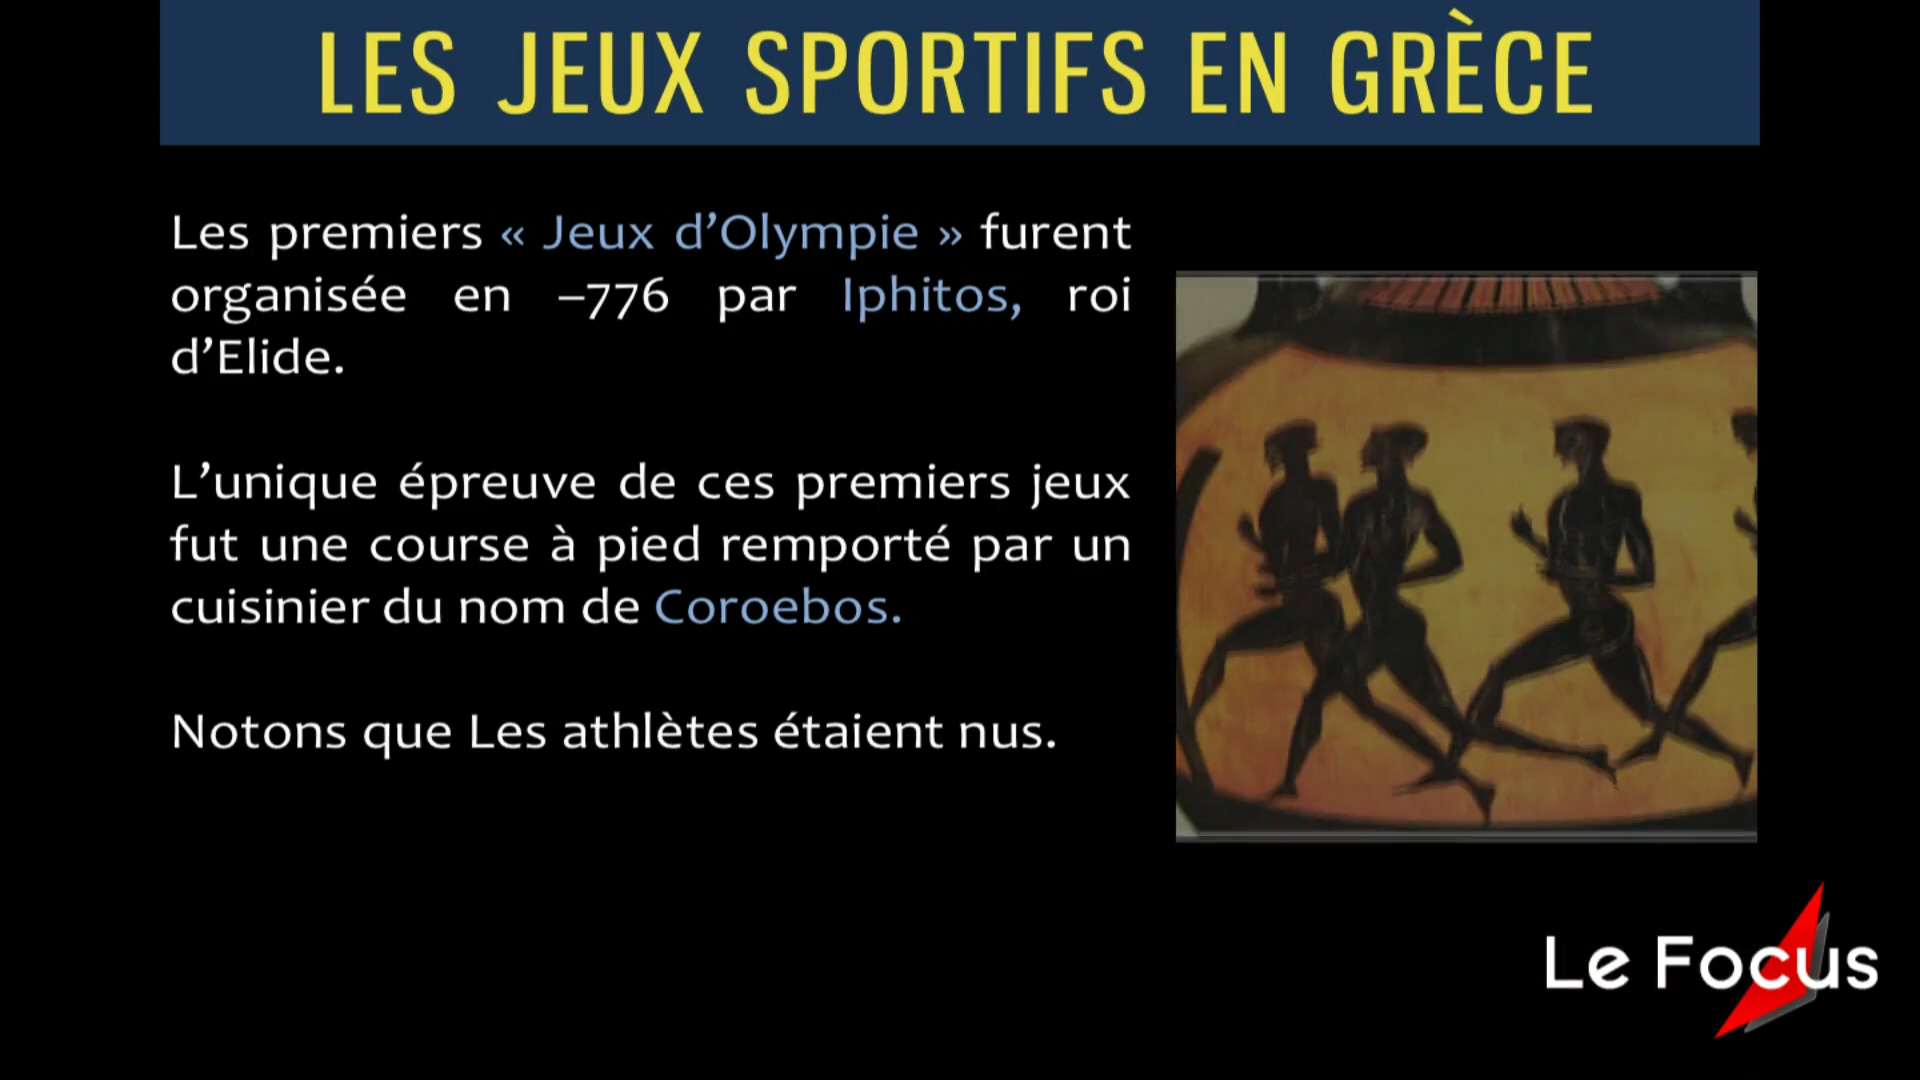 LES JEUX SPORTIFS EN GRÈCE
Les premiers « Jeux d’Olympie » furent
organisée en –776 par Iphitos, roi
d’Elide.
L’unique épreuve de ces premiers jeux
fut une course à pied remporté par un
cuisinier du nom de Coroebos.
Notons que Les athlètes étaient nus.
Le Focus